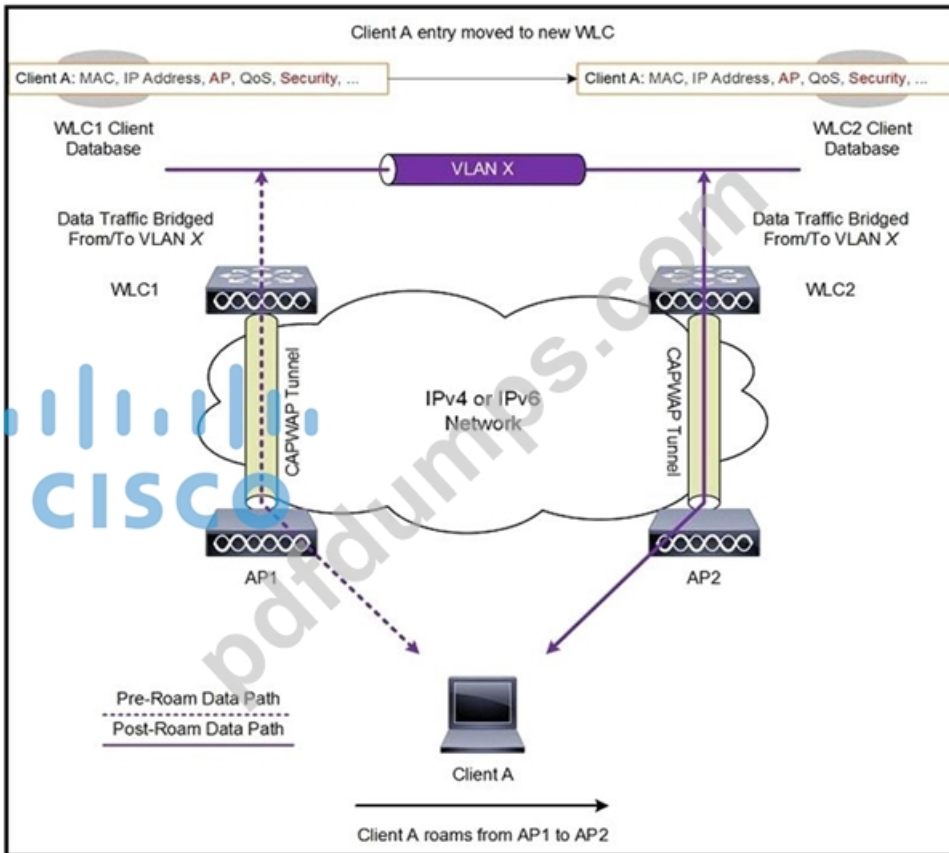 Client A entry moved to new WLC
Client A: MAC, IP Address, AP, QoS, Security, ...
Client A: MAC, IP Address, AP, QoS, Security, ...
WLC1 Client
Database
WLC2 Client
Database
VLAN X
Data Traffic Bridged
From/To VLAN X
Data Traffic Bridged
From/To VLAN X
WLC1
WLC2
CAPWAP Tunnel
IPv4 or IPv6
Network
CAPWAP Tunnel
CISCO
AP1
AP2
pdfdumps.com
Pre-Roam Data Path
Post-Roam Data Path
Client A
Client A roams from AP1 to AP2